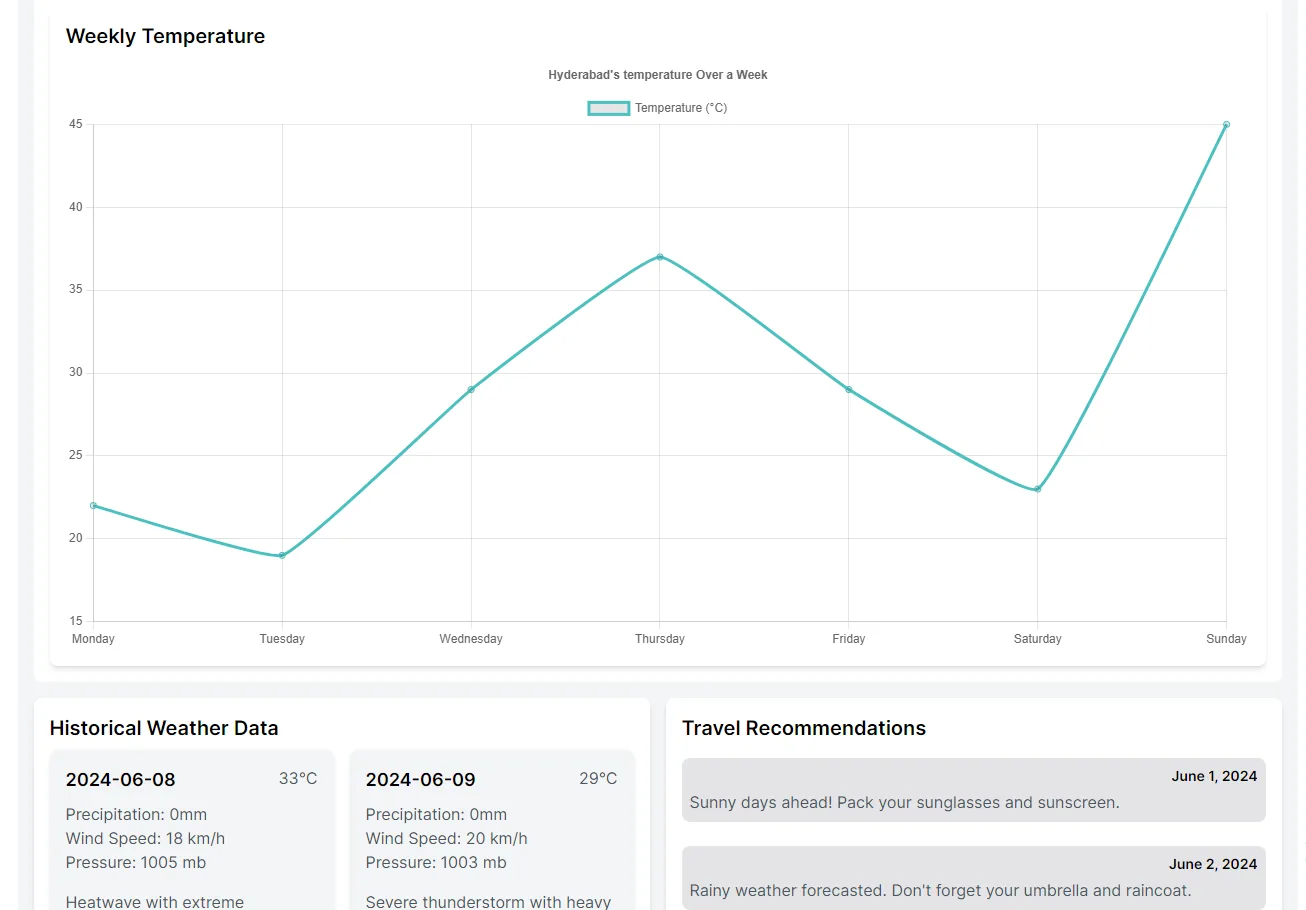 Weekly Temperature
Hyderabad's temperature Over a Week
Temperature (°C)
45
40
35
30
25
20
15
Monday Tuesday Wednesday Thursday Friday Saturday Sunday
Historical Weather Data
2024-06-08 33°C
Precipitation: 0mm
Wind Speed: 18 km/h
Pressure: 1005 mb
Heatwave with extreme
2024-06-09 29°C
Precipitation: 0mm
Wind Speed: 20 km/h
Pressure: 1003 mb
Severe thunderstorm with heavy
Travel Recommendations
June 1, 2024
Sunny days ahead! Pack your sunglasses and sunscreen.
June 2, 2024
Rainy weather forecasted. Don't forget your umbrella and raincoat.